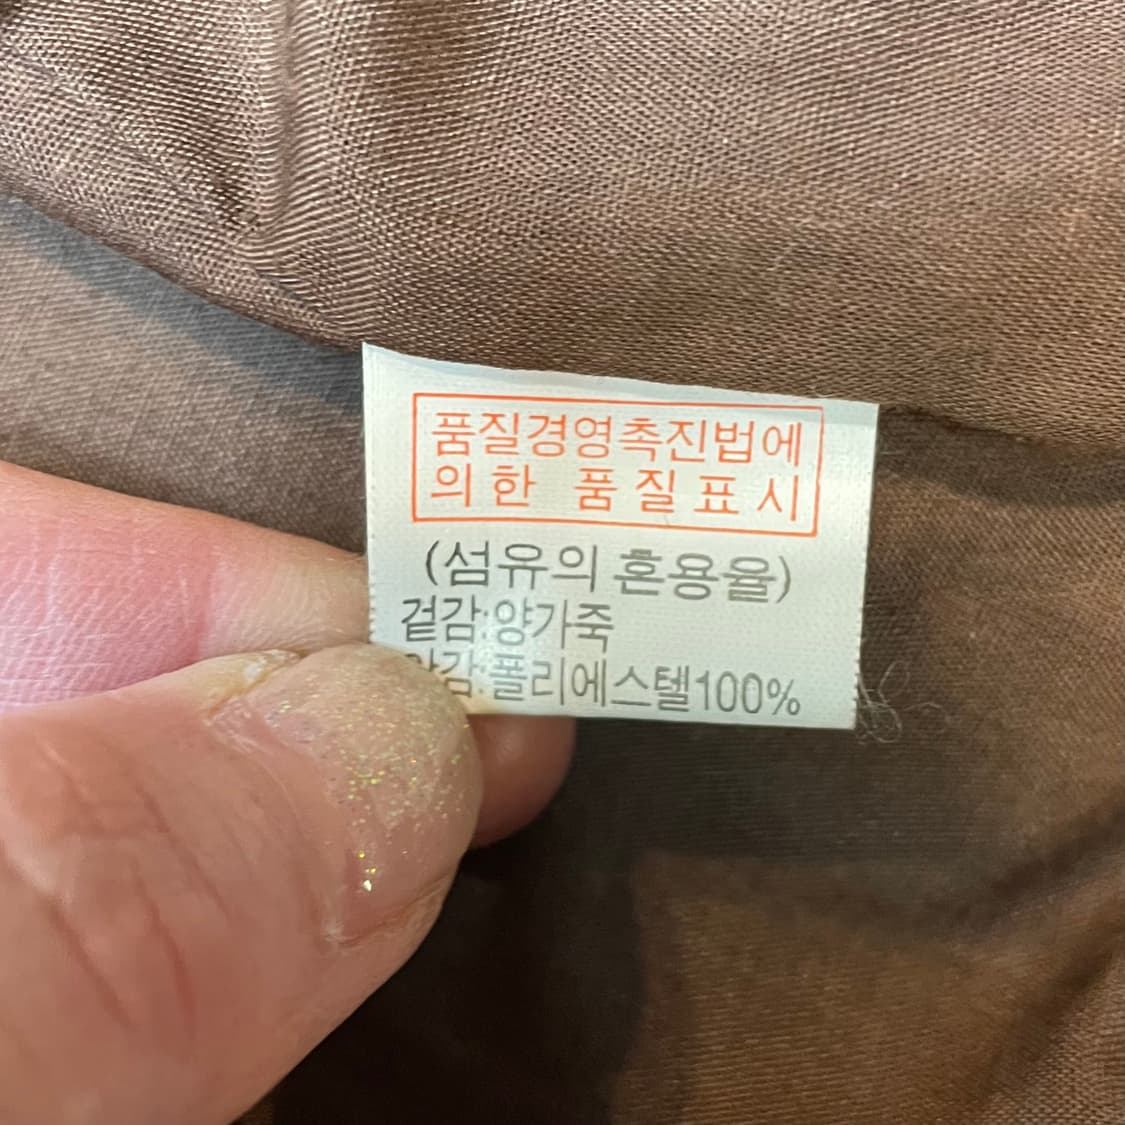 품질경영촉진법에
의한 품질표시
(섬유의 혼용율)
겉감:양가죽
안감:폴리에스텔100%